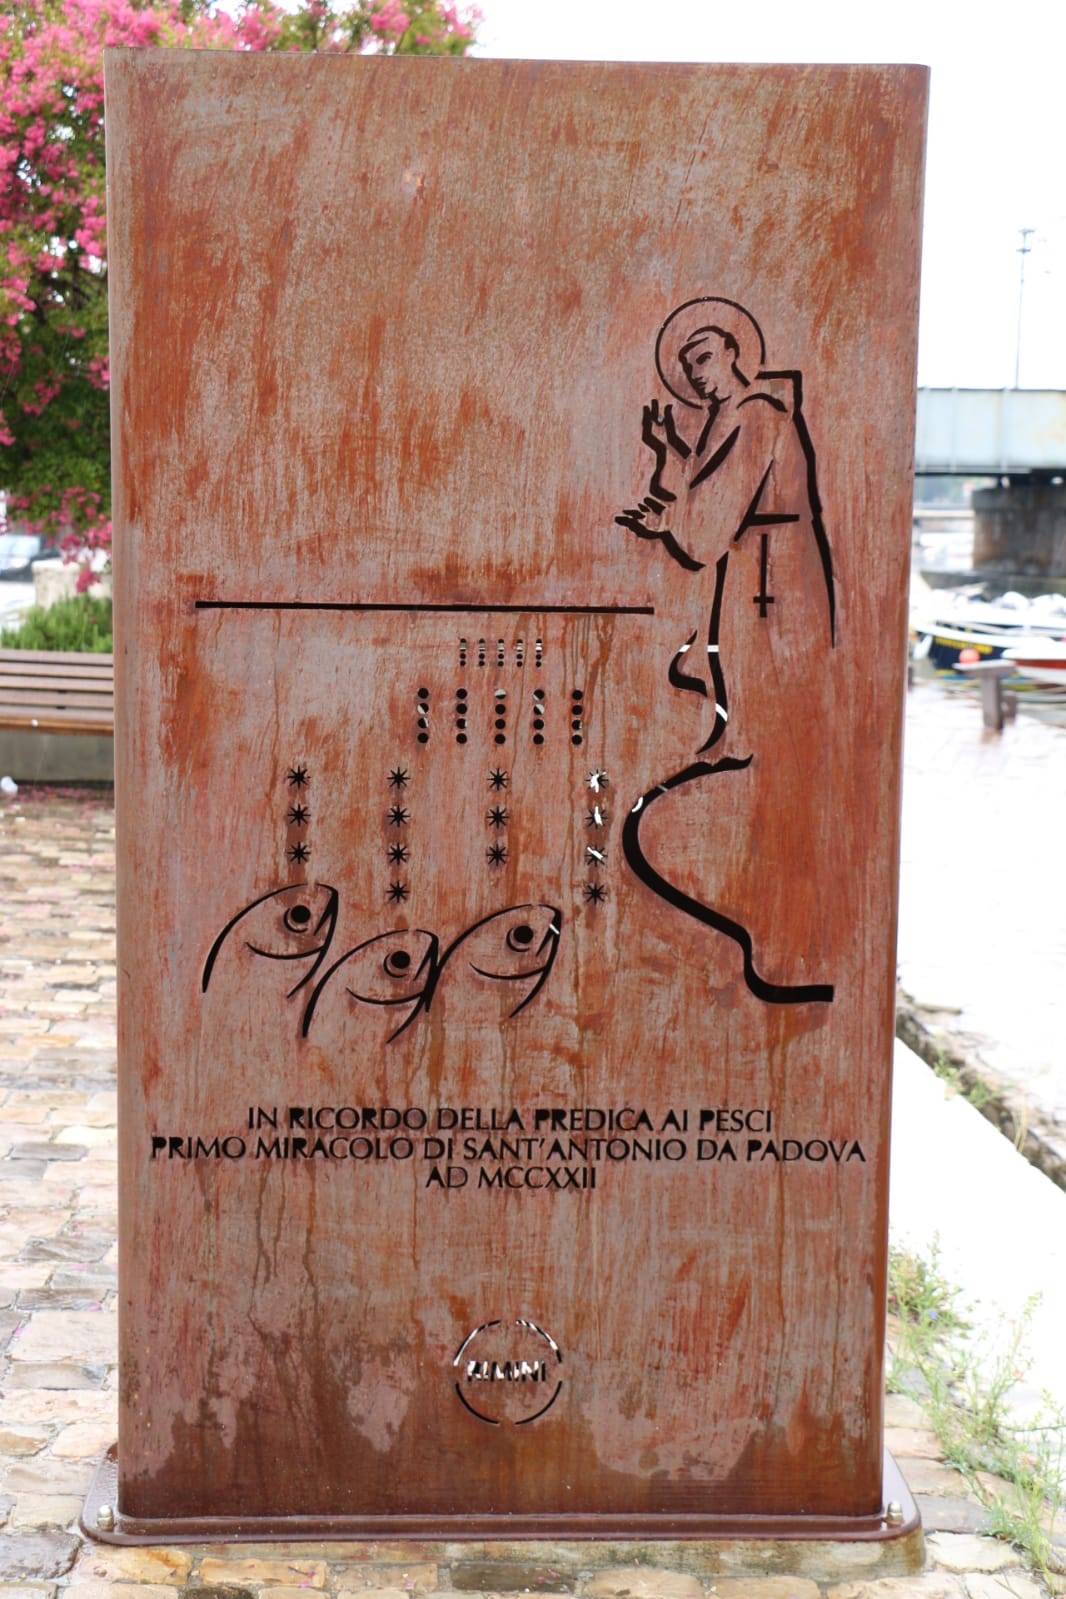 IN RICORDO DELLA PREDICA AI PESCI
PRIMO MIRACOLO DI SANT'ANTONIO DA PADOVA
AD MCCXXII
RIMINI